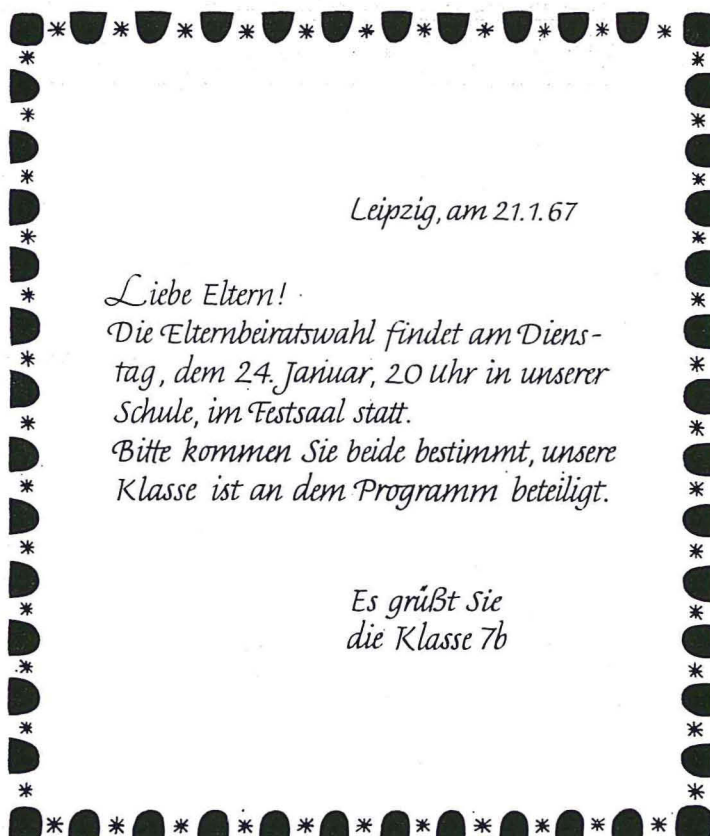 Leipzig, am 21.1.67
Liebe Eltern!
Die Elternbeiratswahl findet am Diens-
tag, dem 24. Januar, 20 Uhr in unserer
Schule, im Festsaal statt.
Bitte kommen Sie beide bestimmt, unsere
Klasse ist an dem Programm beteiligt.
Es grüßt Sie
die Klasse 7b